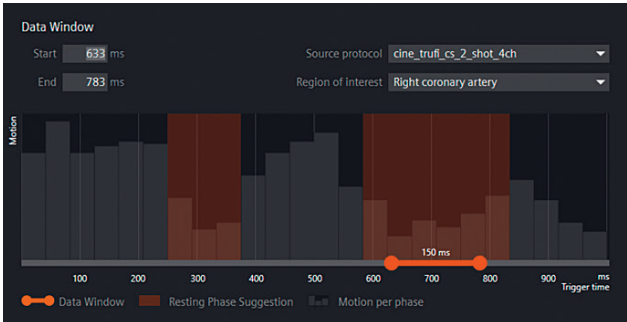 Data Window
Start 633 ms Source protocol cine_trufi_cs_2_shot_4ch
End 783 ms Region of interest Right coronary artery
Motion
150 ms
100 200 300 400 500 600 700 800 900 ms
Trigger time
Data Window Resting Phase Suggestion Motion per phase